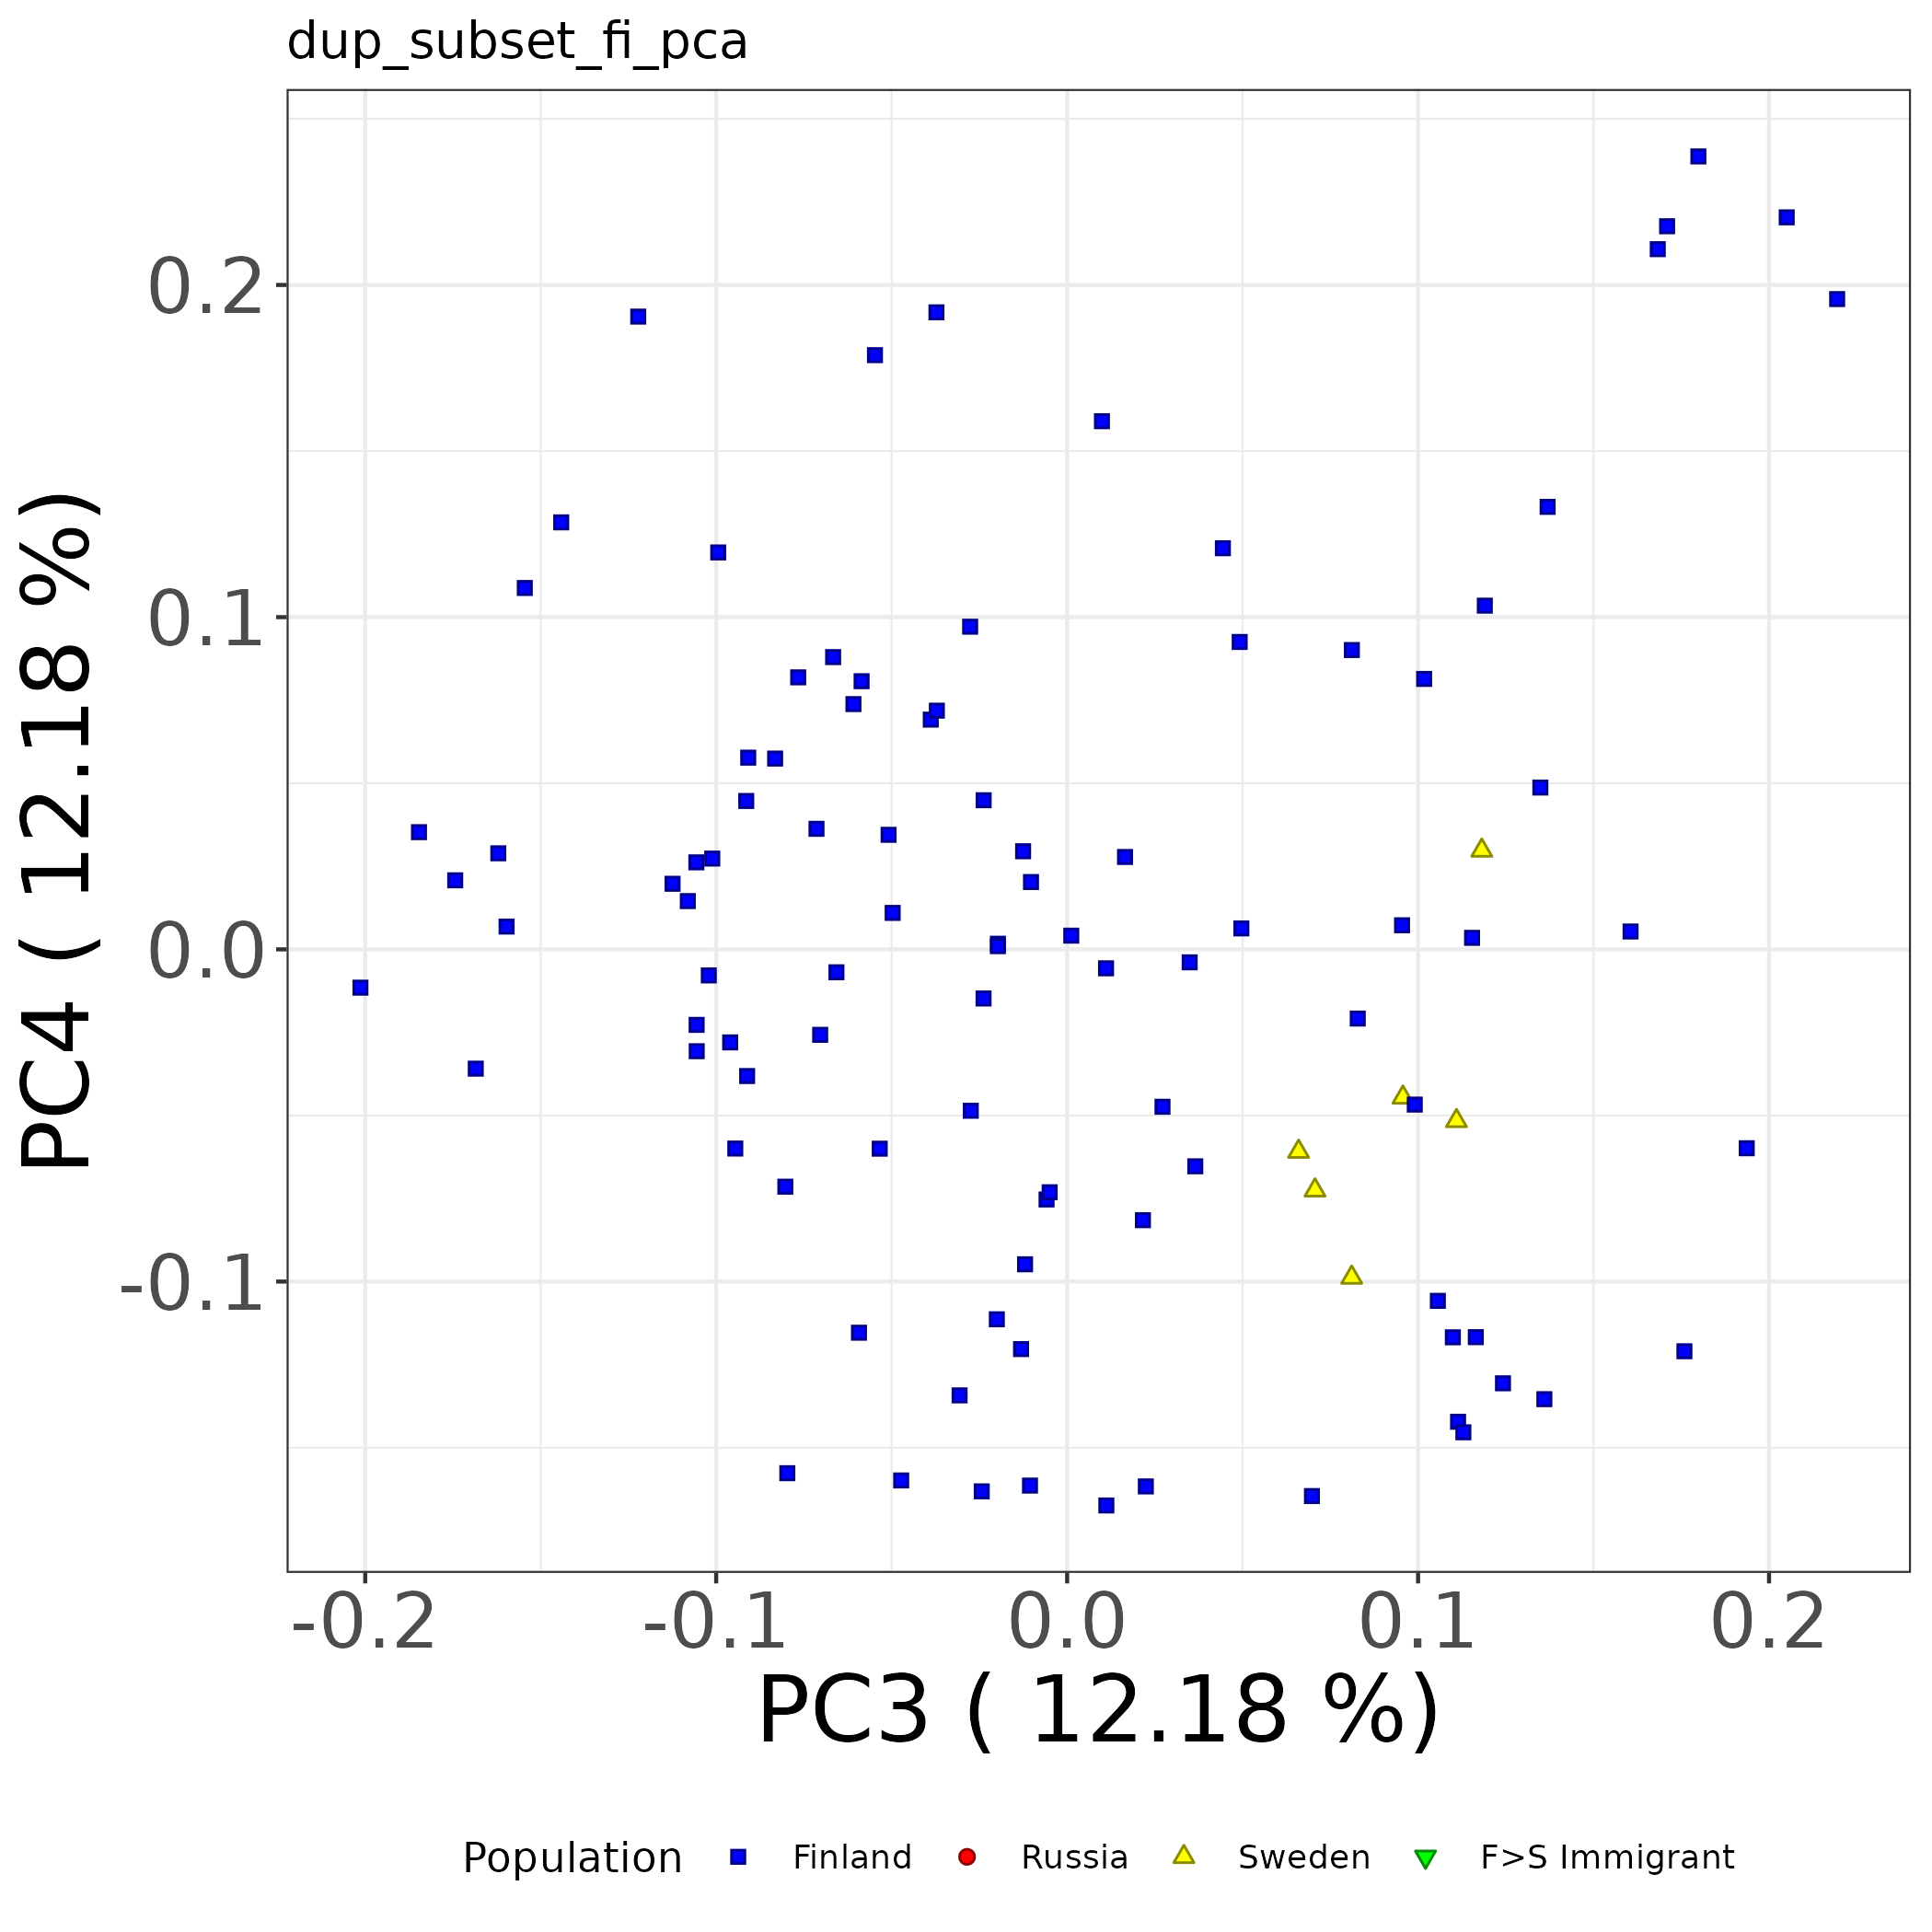 dup_subset_fi_pca
PC4 ( 12.18 %)
0.2
0.1
0.0
-0.1
-0.2 -0.1 0.0 0.1 0.2
PC3 ( 12.18 %)
Population Finland Russia Sweden F>S Immigrant